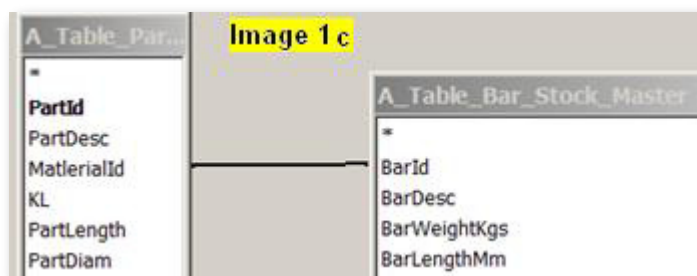 A_Table_Par...
Image 1c
*
PartId
PartDesc
MatlerialId
KL
PartLength
PartDiam
A_Table_Bar_Stock_Master
*
BarId
BarDesc
BarWeightKgs
BarLengthMm